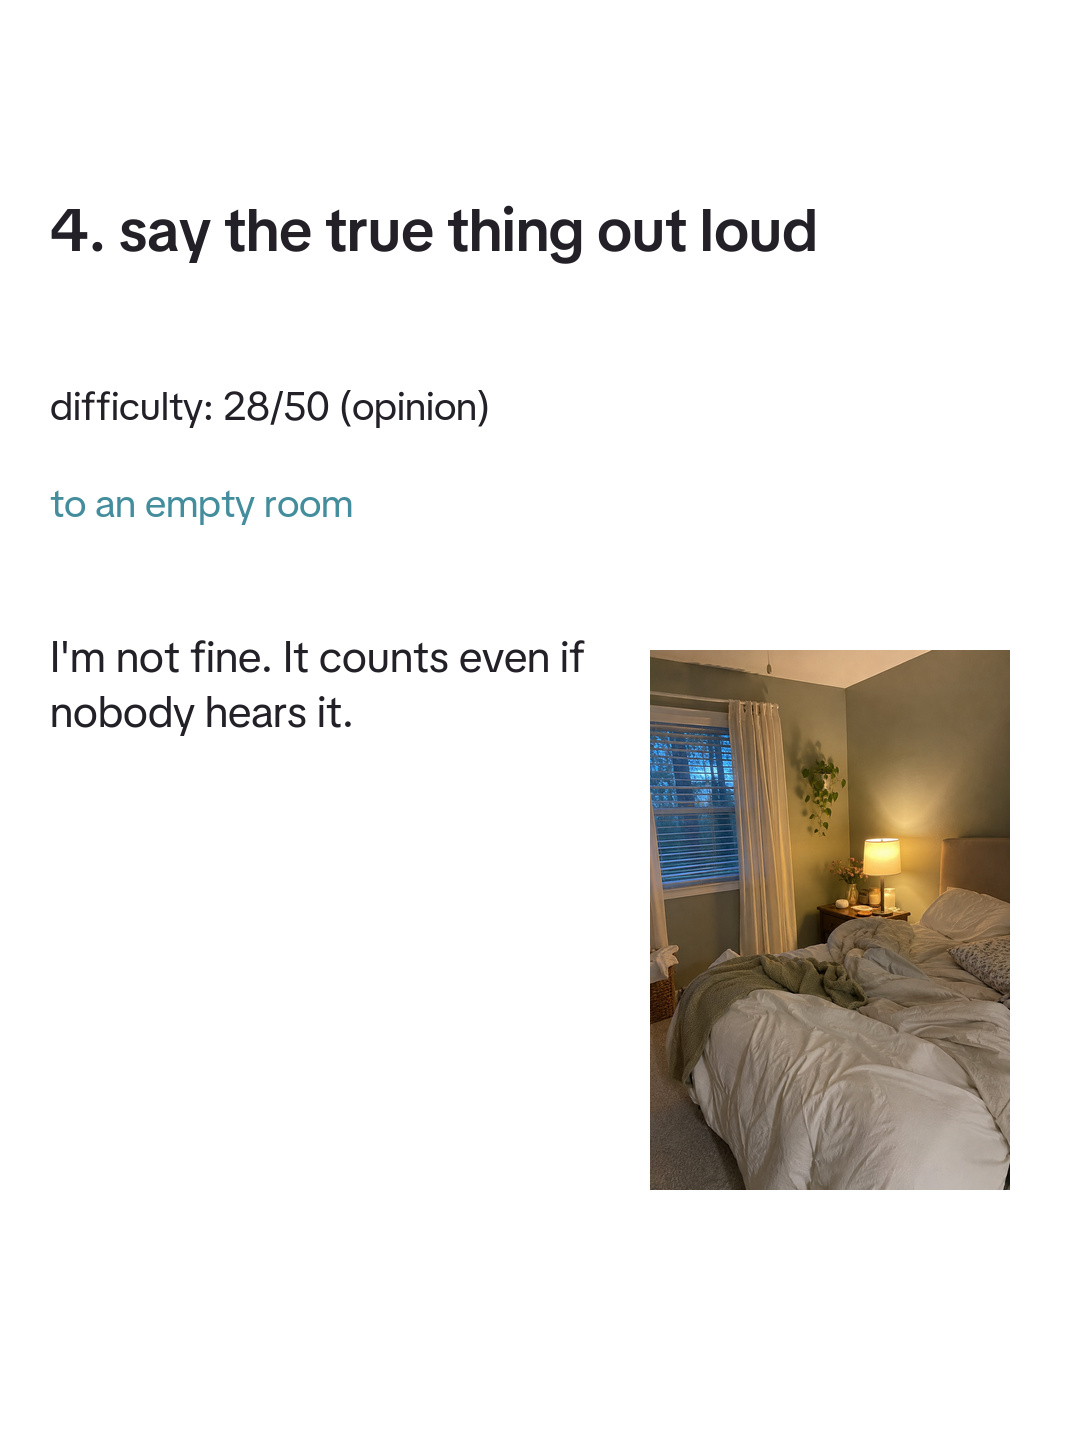 4. say the true thing out loud
difficulty: 28/50 (opinion)
to an empty room
I'm not fine. It counts even if
nobody hears it.